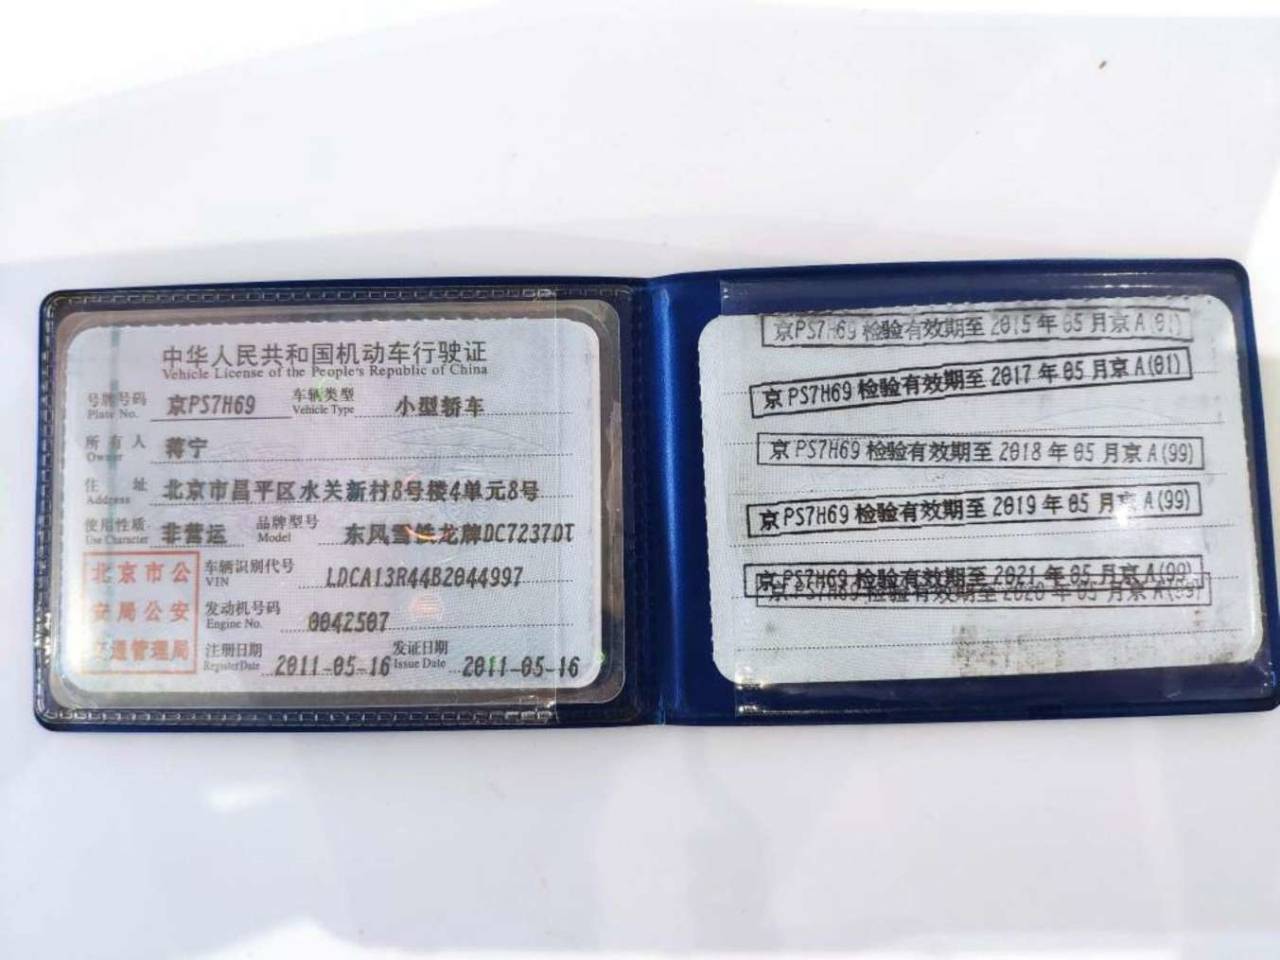 中华人民共和国机动车行驶证
Vehicle License of the People's Republic of China
号牌号码 京PS7H69 车辆类型 小型轿车
Plate No. Vehicle Type
所有人 蒋宁
Owner
住址 北京市昌平区水关新村8号楼4单元8号
Address
使用性质 非营运 品牌型号 东风雪铁龙牌DC7237DT
Use Character Model
车辆识别代号 LDCA13R44B2044997
VIN
发动机号码 0042507
Engine No.
注册日期 2011-05-16 发证日期 2011-05-16
Register Date Issue Date
北京市公
安局公安
交通管理局
京PS7H69 检验有效期至 2015 年 05 月京 A(01)
京PS7H69 检验有效期至 2017 年 05 月京 A(01)
京PS7H69 检验有效期至 2018 年 05 月京 A(99)
京PS7H69 检验有效期至 2019 年 05 月京 A(99)
京PS7H69 检验有效期至 2021 年 05 月京 A(99)
京PS7H69 检验有效期至 2020 年 05 月京 A(99)